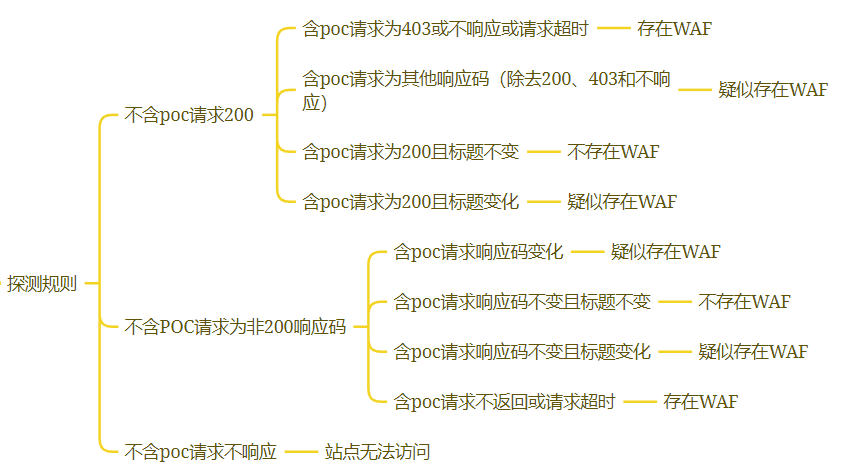 探测规则
不含poc请求200
含poc请求为403或不响应或请求超时
存在WAF
含poc请求为其他响应码（除去200、403和不响
应）
疑似存在WAF
含poc请求为200且标题不变
不存在WAF
含poc请求为200且标题变化
疑似存在WAF
不含POC请求为非200响应码
含poc请求响应码变化
疑似存在WAF
含poc请求响应码不变且标题不变
不存在WAF
含poc请求响应码不变且标题变化
疑似存在WAF
含poc请求不返回或请求超时
存在WAF
不含poc请求不响应
站点无法访问